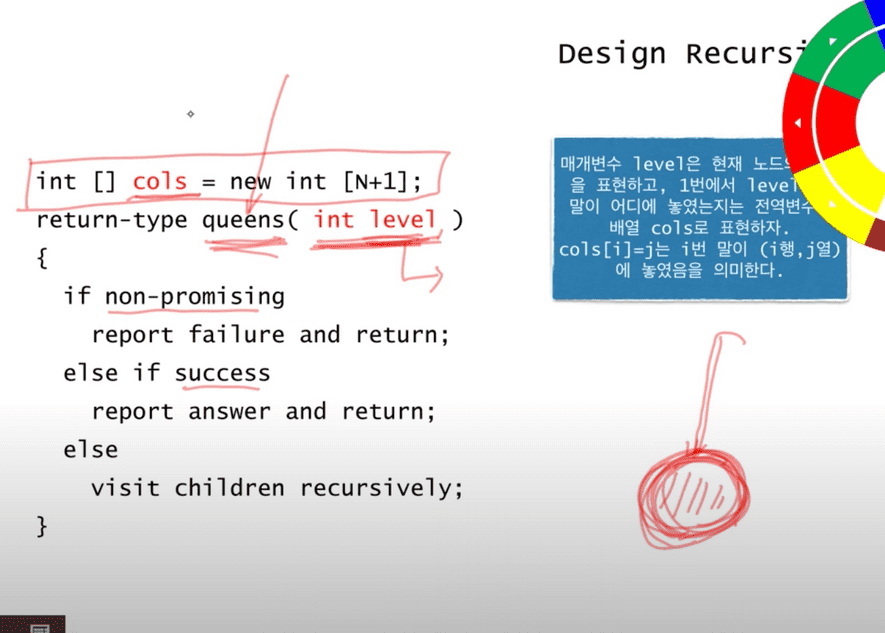 Design Recursi
int [] cols = new int [N+1];
return-type queens( int level )
{
if non-promising
report failure and return;
else if success
report answer and return;
else
visit children recursively;
}
매개변수 level은 현재 노드의
을 표현하고, 1번에서 level
말이 어디에 놓였는지는 전역변수
배열 cols로 표현하자.
cols[i]=j는 i번 말이 (i행,j열)
에 놓였음을 의미한다.